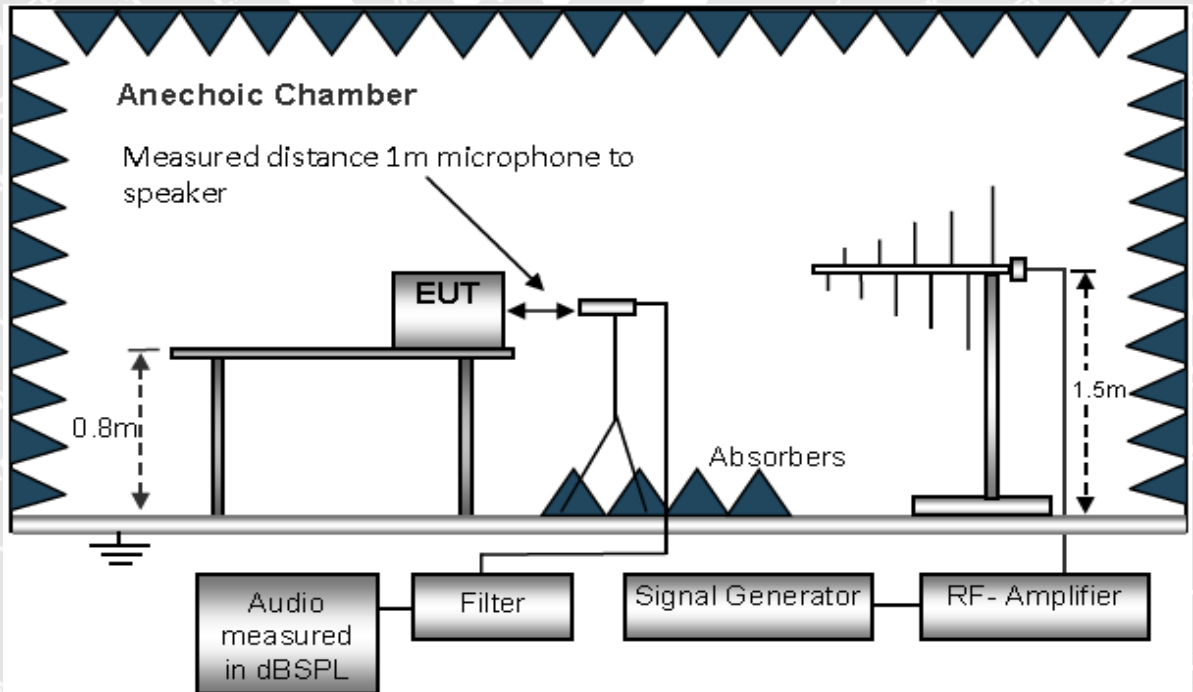 Anechoic Chamber
Measured distance 1m microphone to
speaker
EUT
0.8m
1.5m
Absorbers
Audio
measured
in dBSPL
Filter
Signal Generator
RF- Amplifier